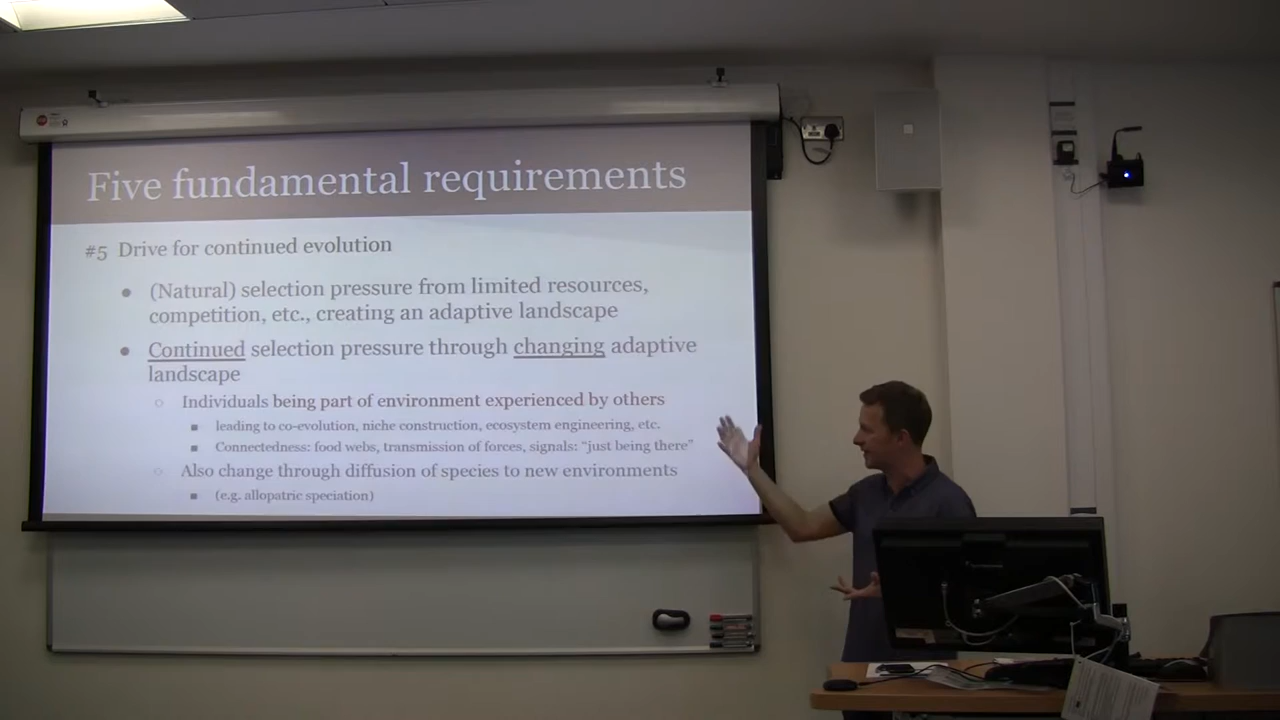 Five fundamental requirements
#5 Drive for continued evolution
(Natural) selection pressure from limited resources,
competition, etc., creating an adaptive landscape
Continued selection pressure through changing adaptive
landscape
Individuals being part of environment experienced by others
leading to co-evolution, niche construction, ecosystem engineering, etc.
Connectedness: food webs, transmission of forces, signals: “just being there”
Also change through diffusion of species to new environments
(e.g. allopatric speciation)